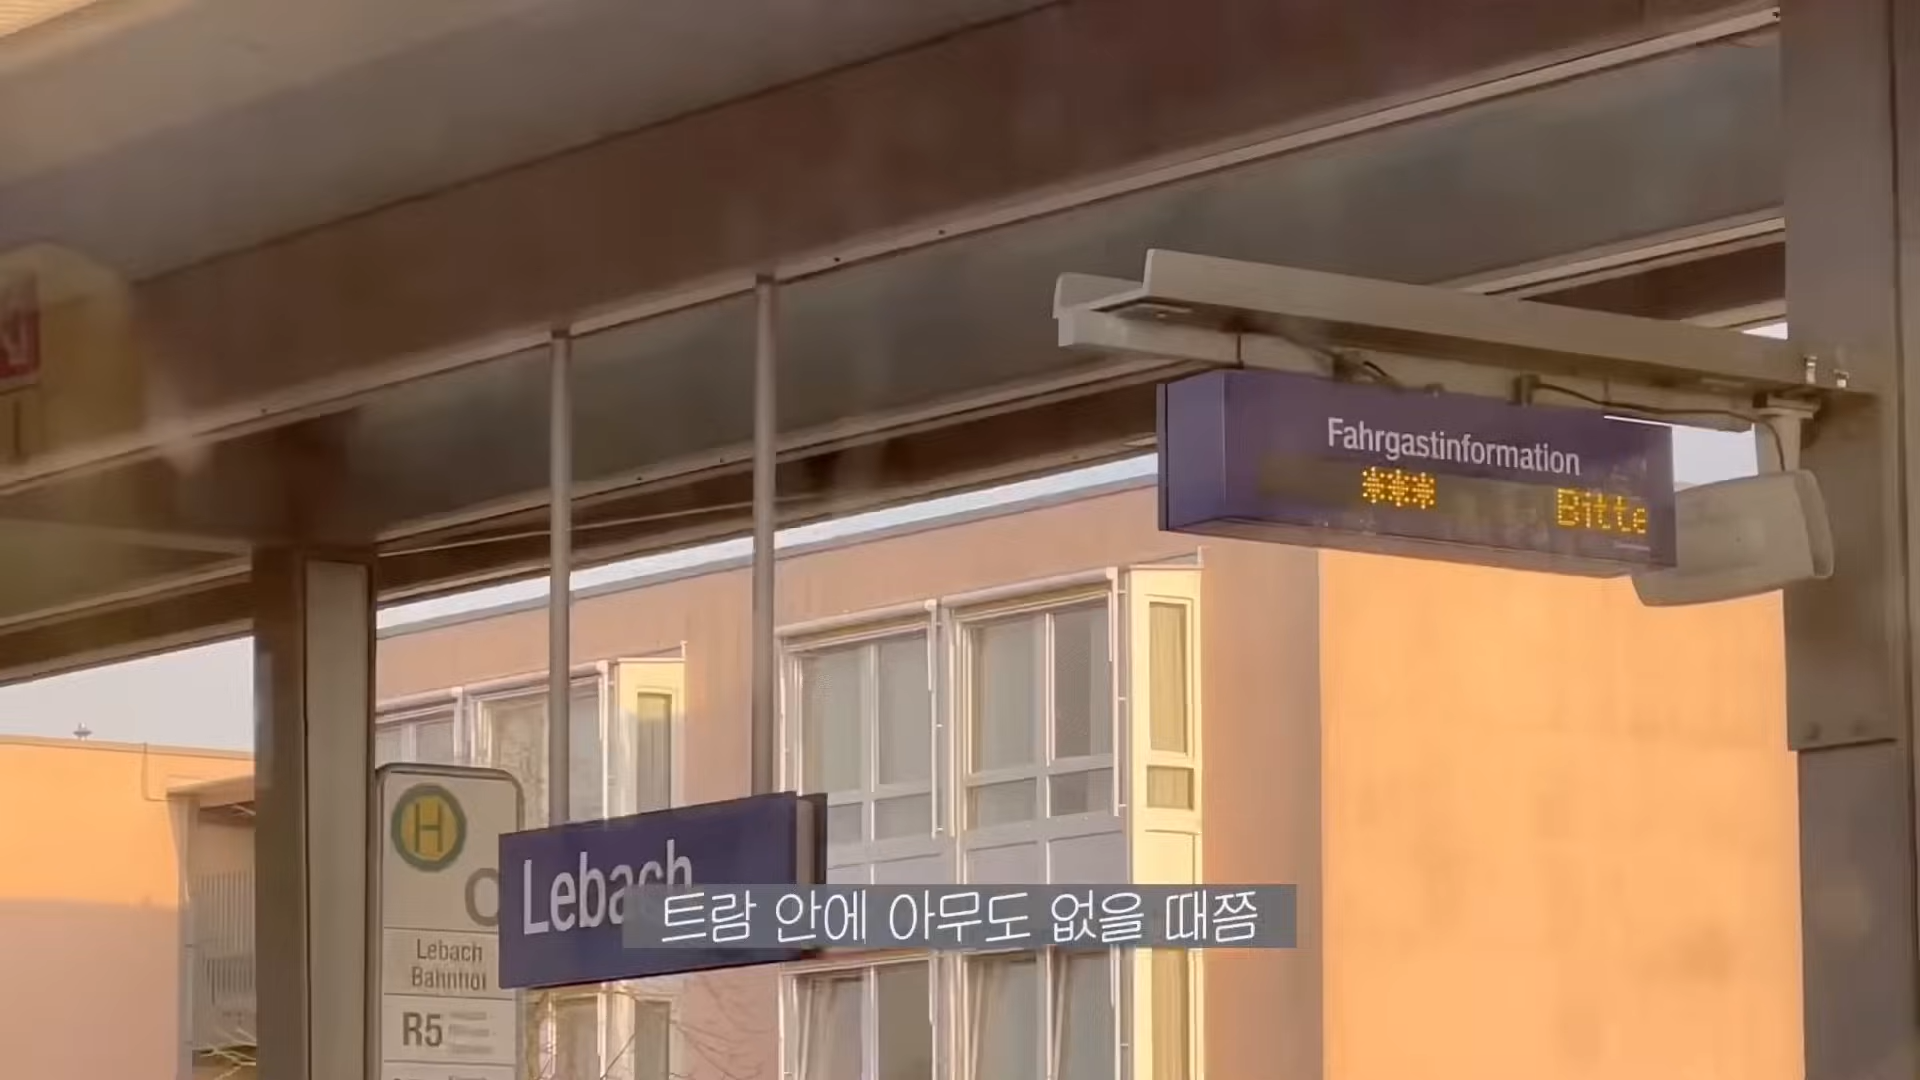 Fahrgastinformation
*** Bitte
H
Lebach
Lebach
Bahnhof
R5
트람 안에 아무도 없을 때쯤